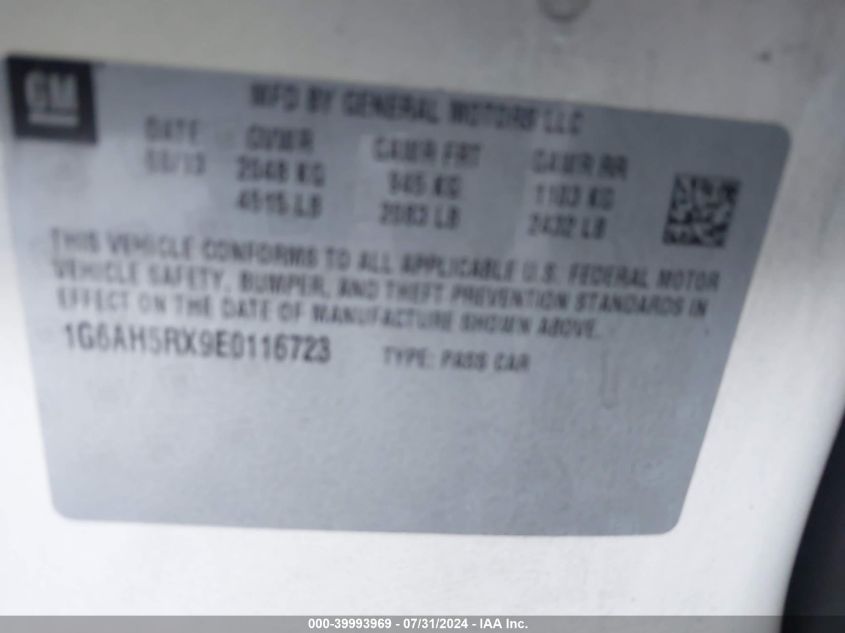 GM
MFD BY GENERAL MOTORS LLC
DATE GVWR GAWR FRT GAWR RR
2048 KG 945 KG 1103 KG
4515 LB 2083 LB 2432 LB
THIS VEHICLE CONFORMS TO ALL APPLICABLE U.S. FEDERAL MOTOR
VEHICLE SAFETY, BUMPER, AND THEFT PREVENTION STANDARDS IN
EFFECT ON THE DATE OF MANUFACTURE SHOWN ABOVE.
1G6AH5RX9E0116723 TYPE: PASS CAR
000-39993969 / 07/31/2024 - IAA Inc.